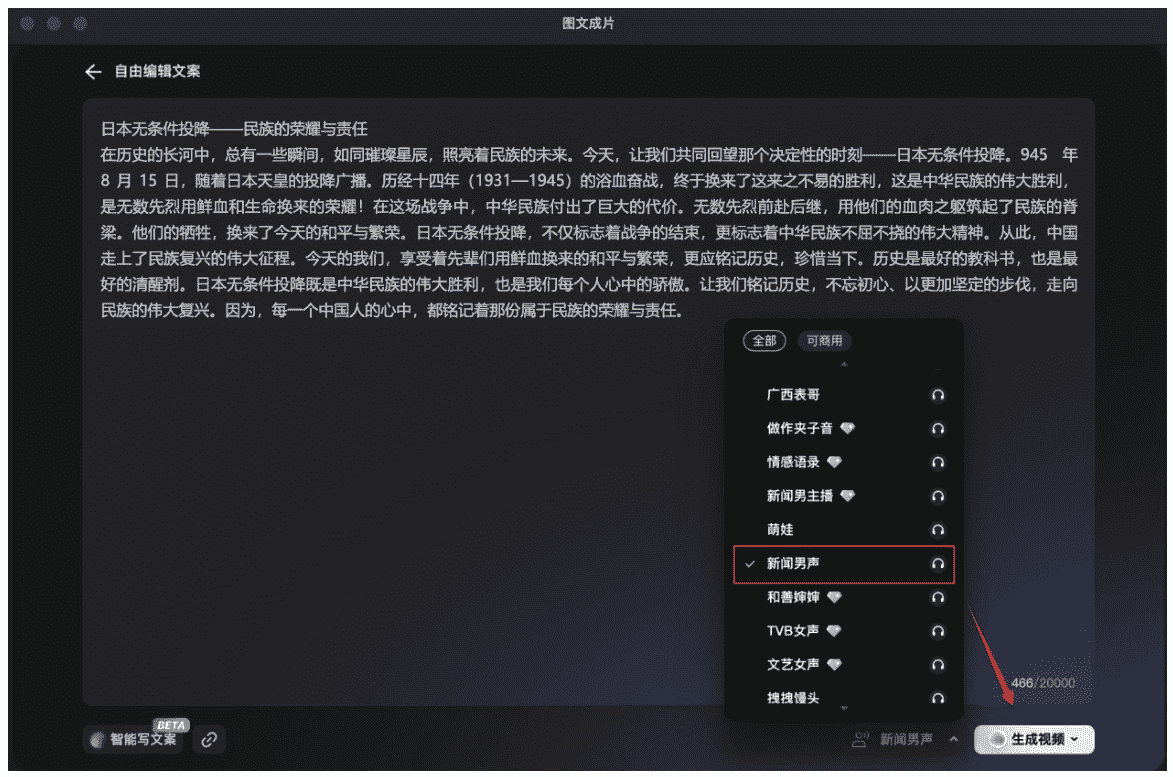 图文成片
自由编辑文案
日本无条件投降——民族的荣耀与责任
在历史的长河中，总有一些瞬间，如同璀璨星辰，照亮着民族的未来。今天，让我们共同回望那个决定性的时刻——日本无条件投降。945 年
8 月 15 日，随着日本天皇的投降广播。历经十四年（1931—1945）的浴血奋战，终于换来了这来之不易的胜利，这是中华民族的伟大胜利，
是无数先烈用鲜血和生命换来的荣耀！在这场战争中，中华民族付出了巨大的代价。无数先烈前赴后继，用他们的血肉之躯筑起了民族的脊
梁。他们的牺牲，换来了今天的和平与繁荣。日本无条件投降，不仅标志着战争的结束，更标志着中华民族不屈不挠的伟大精神。从此，中国
走上了民族复兴的伟大征程。今天的我们，享受着先辈们用鲜血换来的和平与繁荣，更应铭记历史，珍惜当下。历史是最好的教科书，也是最
好的清醒剂。日本无条件投降既是中华民族的伟大胜利，也是我们每个人心中的骄傲。让我们铭记历史，不忘初心、以更加坚定的步伐，走向
民族的伟大复兴。因为，每一个中国人的心中，都铭记着那份属于民族的荣耀与责任。
全部 可商用
广西表哥
做作夹子音
情感语录
新闻男主播
萌娃
新闻男声
和善婶婶
TVB女声
文艺女声
拽拽馒头
466/20000
BETA
智能写文案
新闻男声
生成视频